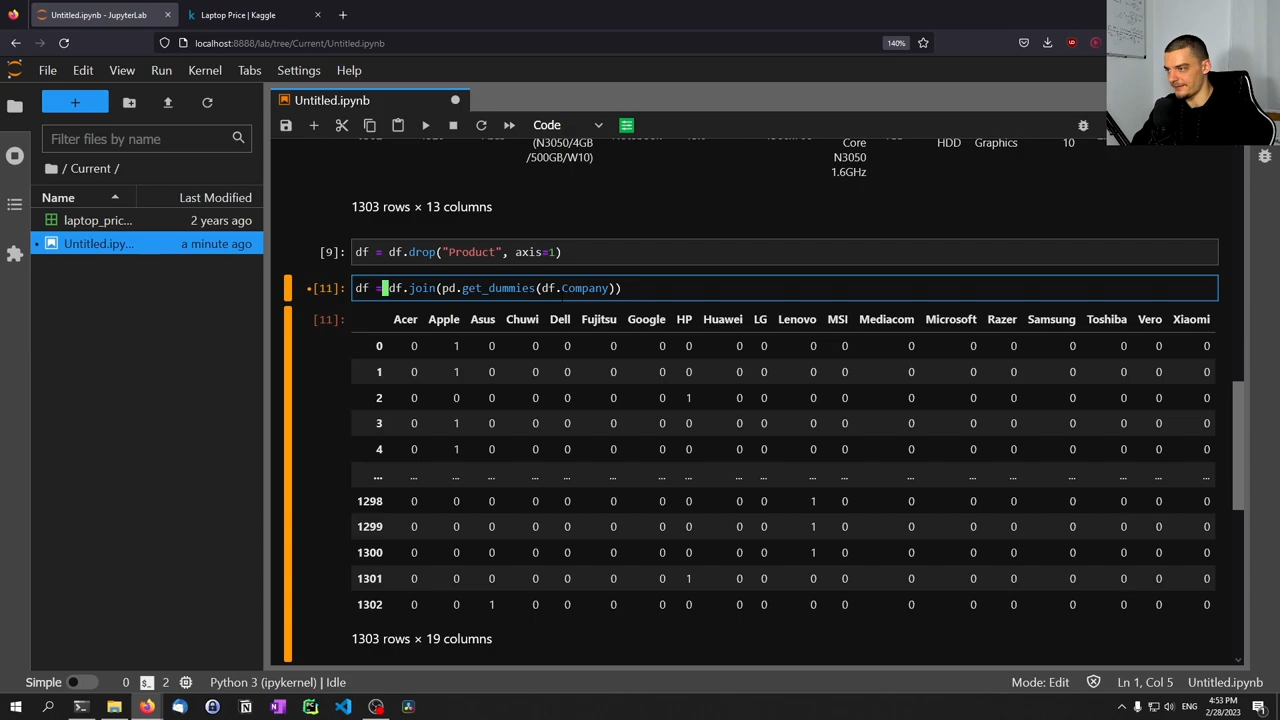 Untitled.ipynb - JupyterLab
Laptop Price | Kaggle
localhost:8888/lab/tree/Current/Untitled.ipynb
140%
File Edit View Run Kernel Tabs Settings Help
Filter files by name
/ Current /
Name Last Modified
laptop_pric... 2 years ago
Untitled.ipy... a minute ago
Untitled.ipynb
Code
(N3050/4GB Core HDD Graphics 10
/500GB/W10) N3050
1.6GHz
1303 rows × 13 columns
[9]: df = df.drop("Product", axis=1)
[11]: df = df.join(pd.get_dummies(df.Company))
[11]: Acer Apple Asus Chuwi Dell Fujitsu Google HP Huawei LG Lenovo MSI Mediacom Microsoft Razer Samsung Toshiba Vero Xiaomi
0 0 1 0 0 0 0 0 0 0 0 0 0 0 0 0 0 0 0 0
1 0 1 0 0 0 0 0 0 0 0 0 0 0 0 0 0 0 0 0
2 0 0 0 0 0 0 0 1 0 0 0 0 0 0 0 0 0 0 0
3 0 1 0 0 0 0 0 0 0 0 0 0 0 0 0 0 0 0 0
4 0 1 0 0 0 0 0 0 0 0 0 0 0 0 0 0 0 0 0
... ... ... ... ... ... ... ... ... ... ... ... ... ... ... ... ... ... ... ...
1298 0 0 0 0 0 0 0 0 0 0 1 0 0 0 0 0 0 0 0
1299 0 0 0 0 0 0 0 0 0 0 1 0 0 0 0 0 0 0 0
1300 0 0 0 0 0 0 0 0 0 0 1 0 0 0 0 0 0 0 0
1301 0 0 0 0 0 0 0 1 0 0 0 0 0 0 0 0 0 0 0
1302 0 0 1 0 0 0 0 0 0 0 0 0 0 0 0 0 0 0 0
1303 rows × 19 columns
Simple 0 2 Python 3 (ipykernel) | Idle Mode: Edit Ln 1, Col 5 Untitled.ipynb
ENG 4:53 PM
2/28/2023